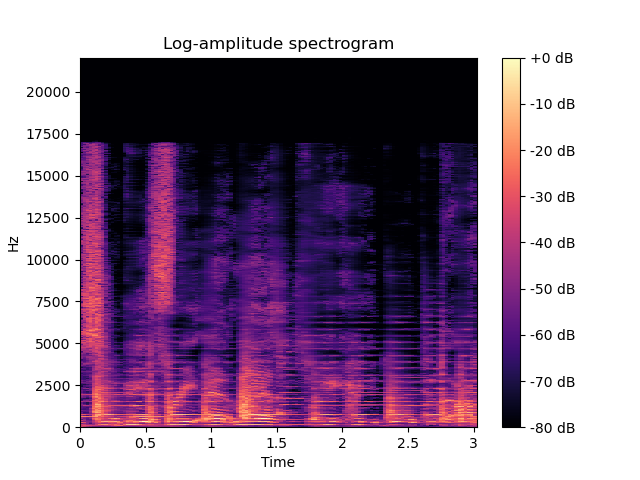 Log-amplitude spectrogram
Hz
20000
17500
15000
12500
10000
7500
5000
2500
0
0 0.5 1 1.5 2 2.5 3
Time
+0 dB
-10 dB
-20 dB
-30 dB
-40 dB
-50 dB
-60 dB
-70 dB
-80 dB